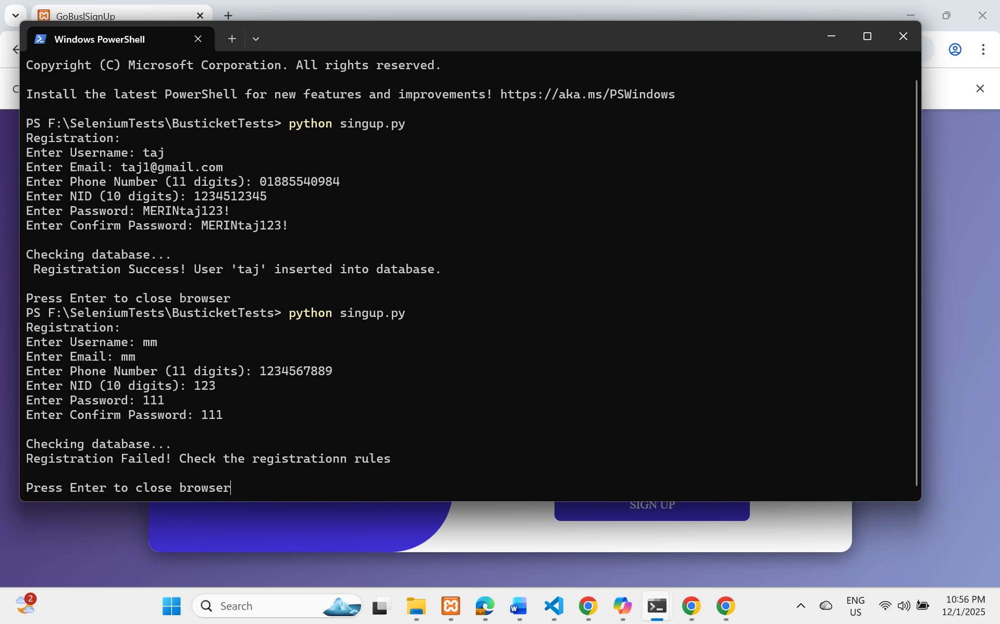 GoBus|SignUp
Windows PowerShell
C
Copyright (C) Microsoft Corporation. All rights reserved.
Install the latest PowerShell for new features and improvements! https://aka.ms/PSWindows
PS F:\SeleniumTests\BusticketTests> python singup.py
Registration:
Enter Username: taj
Enter Email: taj1@gmail.com
Enter Phone Number (11 digits): 01885540984
Enter NID (10 digits): 1234512345
Enter Password: MERINtaj123!
Enter Confirm Password: MERINtaj123!
Checking database...
Registration Success! User 'taj' inserted into database.
Press Enter to close browser
PS F:\SeleniumTests\BusticketTests> python singup.py
Registration:
Enter Username: mm
Enter Email: mm
Enter Phone Number (11 digits): 1234567889
Enter NID (10 digits): 123
Enter Password: 111
Enter Confirm Password: 111
Checking database...
Registration Failed! Check the registrationn rules
Press Enter to close browser
SIGN UP
2
Search
ENG
US
10:56 PM
12/1/2025